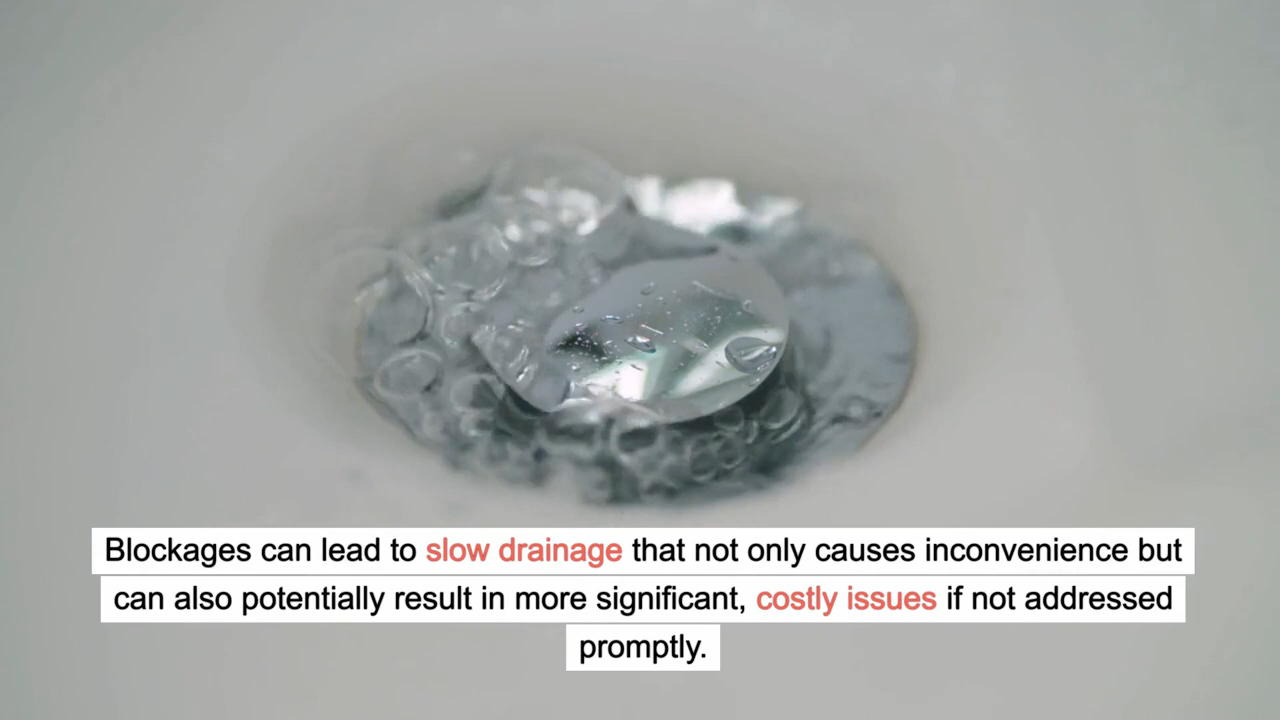 Blockages can lead to slow drainage that not only causes inconvenience but
can also potentially result in more significant, costly issues if not addressed
promptly.